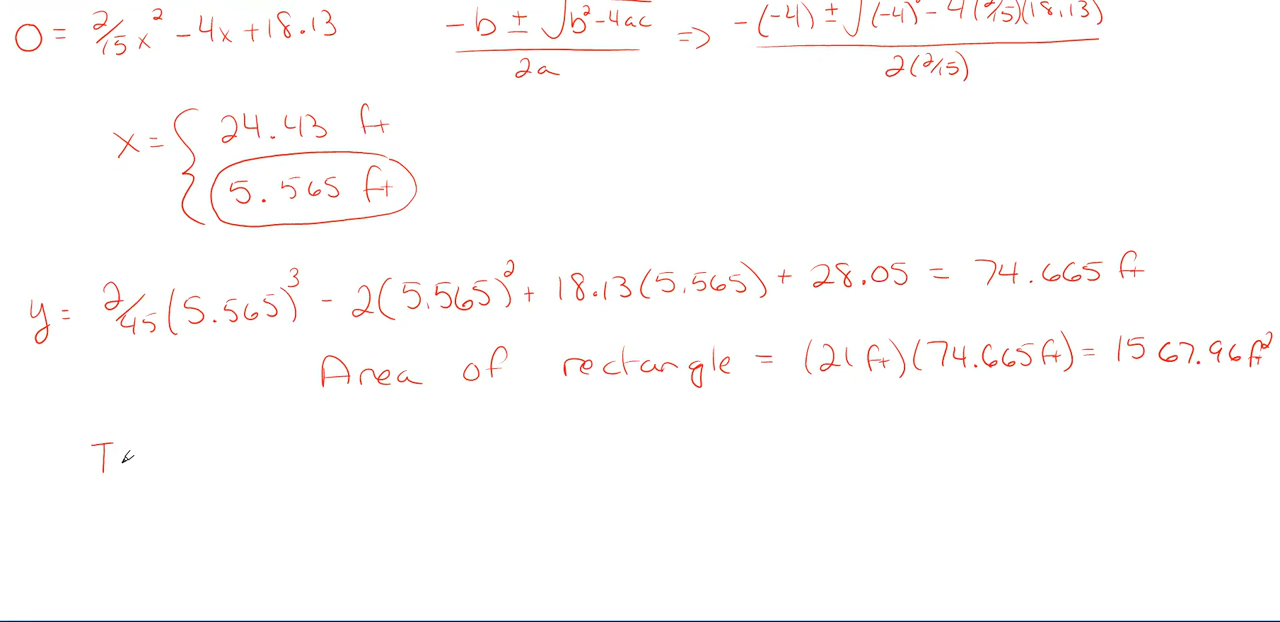 0 = 2/15 x² - 4x + 18.13
-b ± √b²-4ac / 2a => -(-4) ± √(-4)² - 4(2/15)(18.13) / 2(2/15)
x = { 24.43 ft
5.565 ft
y = 2/45 (5.565)³ - 2(5.565)² + 18.13(5.565) + 28.05 = 74.665 ft
Area of rectangle = (21 ft)(74.665 ft) = 1567.96 ft²
T